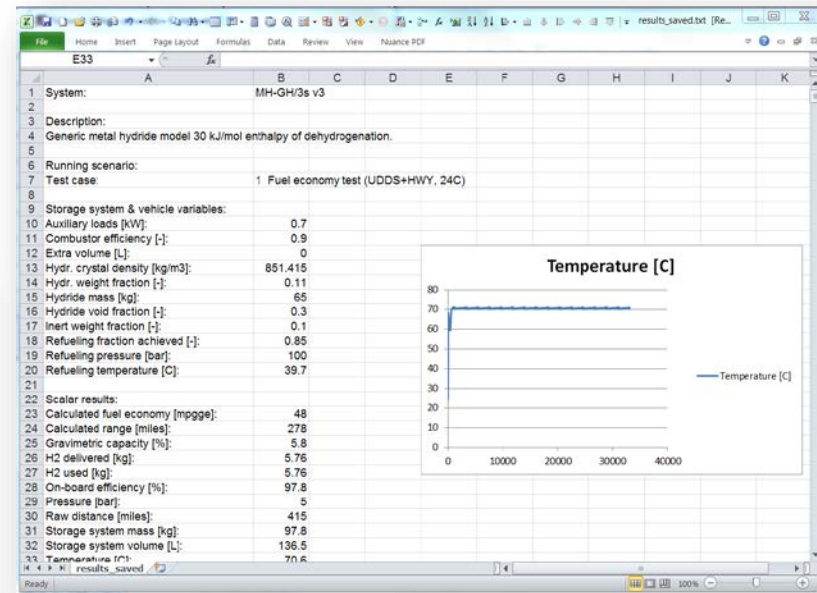 results_saved.txt [Re...
File Home Insert Page Layout Formulas Data Review View Nuance PDF
E33 fx
A B C D E F G H I J K
1 System: MH-GH/3s v3
2
3 Description:
4 Generic metal hydride model 30 kJ/mol enthalpy of dehydrogenation.
5
6 Running scenario:
7 Test case: 1 Fuel economy test (UDDS+HWY, 24C)
8
9 Storage system & vehicle variables:
10 Auxiliary loads [kW]: 0.7
11 Combustor efficiency [-]: 0.9
12 Extra volume [L]: 0
13 Hydr. crystal density [kg/m3]: 851.415
14 Hydr. weight fraction [-]: 0.11
15 Hydride mass [kg]: 65
16 Hydride void fraction [-]: 0.3
17 Inert weight fraction [-]: 0.1
18 Refueling fraction achieved [-]: 0.85
19 Refueling pressure [bar]: 100
20 Refueling temperature [C]: 39.7
21
22 Scalar results:
23 Calculated fuel economy [mpgge]: 48
24 Calculated range [miles]: 278
25 Gravimetric capacity [%]: 5.8
26 H2 delivered [kg]: 5.76
27 H2 used [kg]: 5.76
28 On-board efficiency [%]: 97.8
29 Pressure [bar]: 5
30 Raw distance [miles]: 415
31 Storage system mass [kg]: 97.8
32 Storage system volume [L]: 136.5
33 Temperature [C]: 70.6
Temperature [C]
80
70
60
50
40
30
20
10
0
0 10000 20000 30000 40000
Temperature [C]
results_saved
Ready 100%